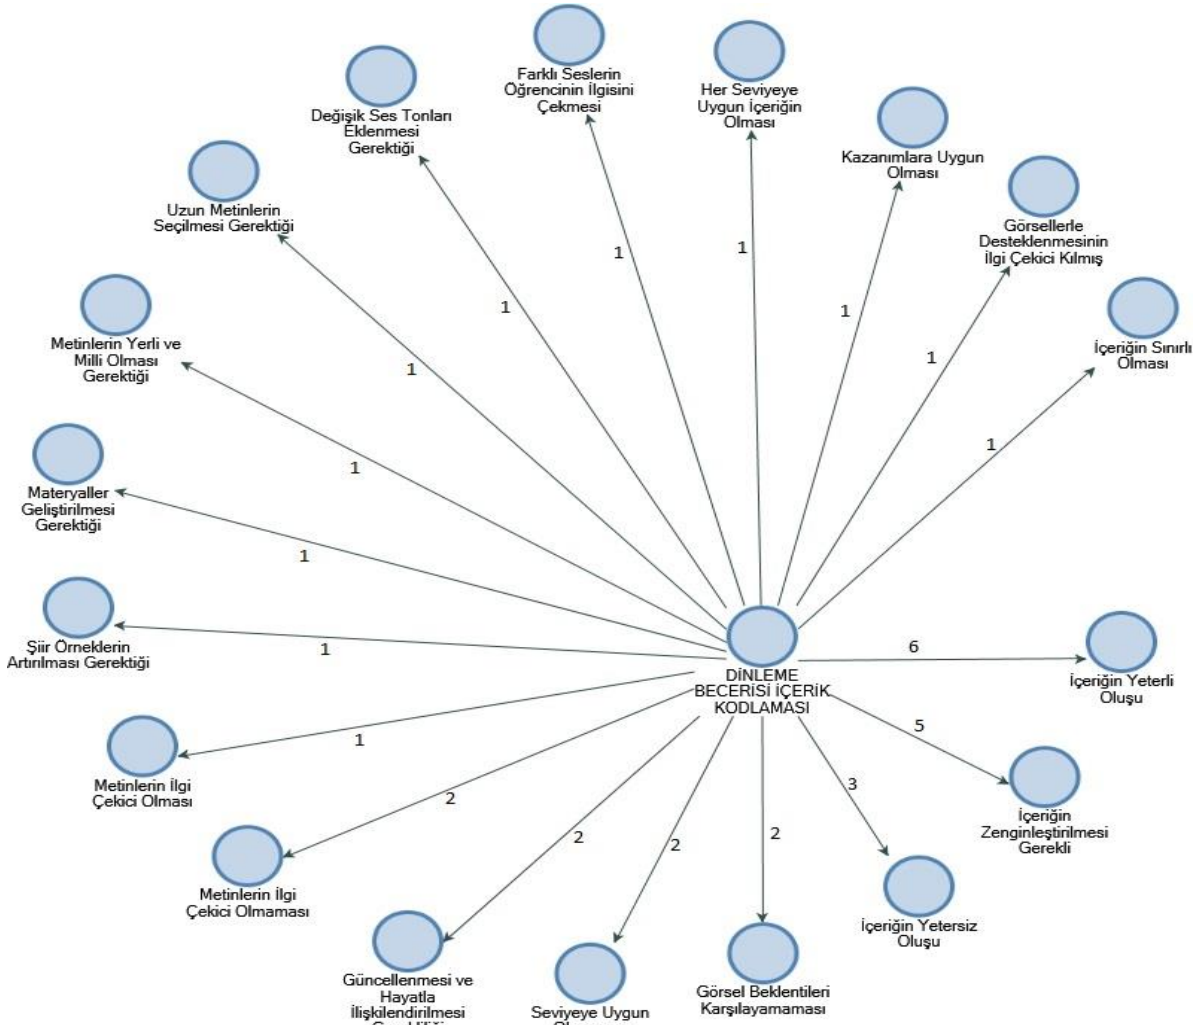 Farklı Seslerin
Öğrencinin İlgisini
Çekmesi
Her Seviyeye
Uygun İçeriğin
Olması
Değişik Ses Tonları
Eklenmesi
Gerektiği
Kazanımlara Uygun
Olması
Uzun Metinlerin
Seçilmesi Gerektiği
Görsellerle
Desteklenmesinin
İlgi Çekici Kılmış
Metinlerin Yerli ve
Milli Olması
Gerektiği
İçeriğin Sınırlı
Olması
Materyaller
Geliştirilmesi
Gerektiği
Şiir Örneklerin
Artırılması Gerektiği
1
1
1
1
1
1
1
1
1
1
1
6
DİNLEME
BECERİSİ İÇERİK
KODLAMASI
İçeriğin Yeterli
Oluşu
1
5
2
3
2
2
2
Metinlerin İlgi
Çekici Olması
İçeriğin
Zenginleştirilmesi
Gerekli
Metinlerin İlgi
Çekici Olmaması
İçeriğin Yetersiz
Oluşu
Güncellenmesi ve
Hayatla
İlişkilendirilmesi
Seviyeye Uygun
Görsel Beklentileri
Karşılayamaması